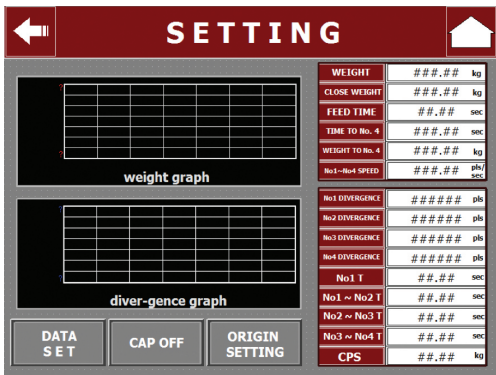 SETTING
?
?
weight graph
?
?
diver-gence graph
DATA
SET
CAP OFF
ORIGIN
SETTING
WEIGHT ###.## kg
CLOSE WEIGHT ###.## kg
FEED TIME ##.## sec
TIME TO No. 4 ###.## sec
WEIGHT TO No. 4 ###.## kg
No1~No4 SPEED ###.## pls/
sec
No1 DIVERGENCE ###### pls
No2 DIVERGENCE ###### pls
No3 DIVERGENCE ###### pls
No4 DIVERGENCE ###### pls
No1 T ##.## sec
No1 ~ No2 T ##.## sec
No2 ~ No3 T ##.## sec
No3 ~ No4 T ##.## sec
CPS ##.## kg